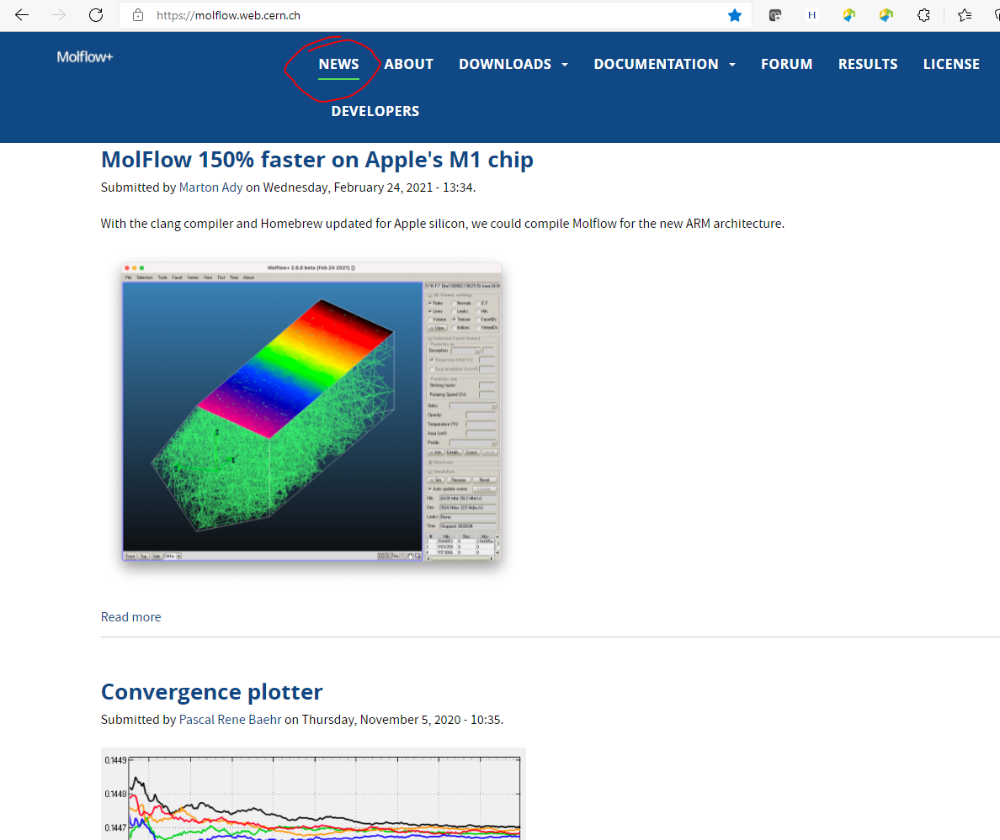 https://molflow.web.cern.ch
H
Molflow+
NEWS ABOUT DOWNLOADS DOCUMENTATION FORUM RESULTS LICENSE
DEVELOPERS
MolFlow 150% faster on Apple's M1 chip
Submitted by Marton Ady on Wednesday, February 24, 2021 - 13:34.
With the clang compiler and Homebrew updated for Apple silicon, we could compile Molflow for the new ARM architecture.
Molflow+ 2.8.6 beta (Feb 24 2021) []
File Selection Tools Facet Vertex View Test Time About
3D Viewer settings
Rules Normals
Lines Leaks Hits
Volume Texture FacetIDs
<< View Indices VertexIDs
Selected Facet (none)
Particles in
Particles out
Sticking factor:
Pumping Speed (l/s):
Sides:
Opacity:
Temperature (°K):
Area (cm²):
Profile:
<< Adv Details.. Coord..
Shortcuts
Simulation
<< Sim Resume Reset
Auto update scene Update
Hits
Des
Leaks None
Time Stopped: 00:00:04
# Hits Des Abs
Front Top Side Ortho.
Read more
Convergence plotter
Submitted by Pascal Rene Baehr on Thursday, November 5, 2020 - 10:35.
0.1449
0.1448
0.1447